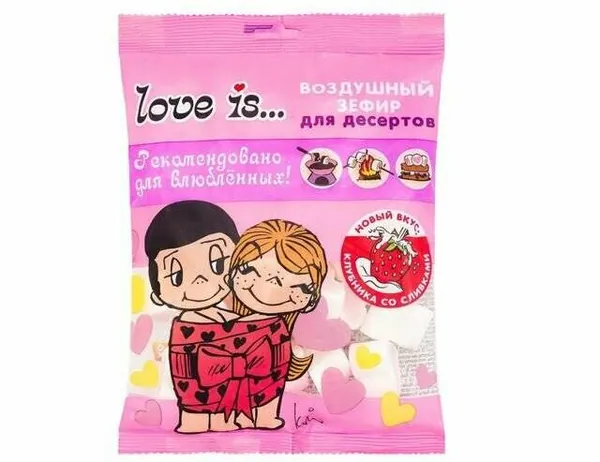 love is...
ВОЗДУШНЫЙ
ЗЕФИР
для десертов
Рекомендовано
для влюблённых!
НОВЫЙ ВКУС:
КЛУБНИКА СО СЛИВКАМИ